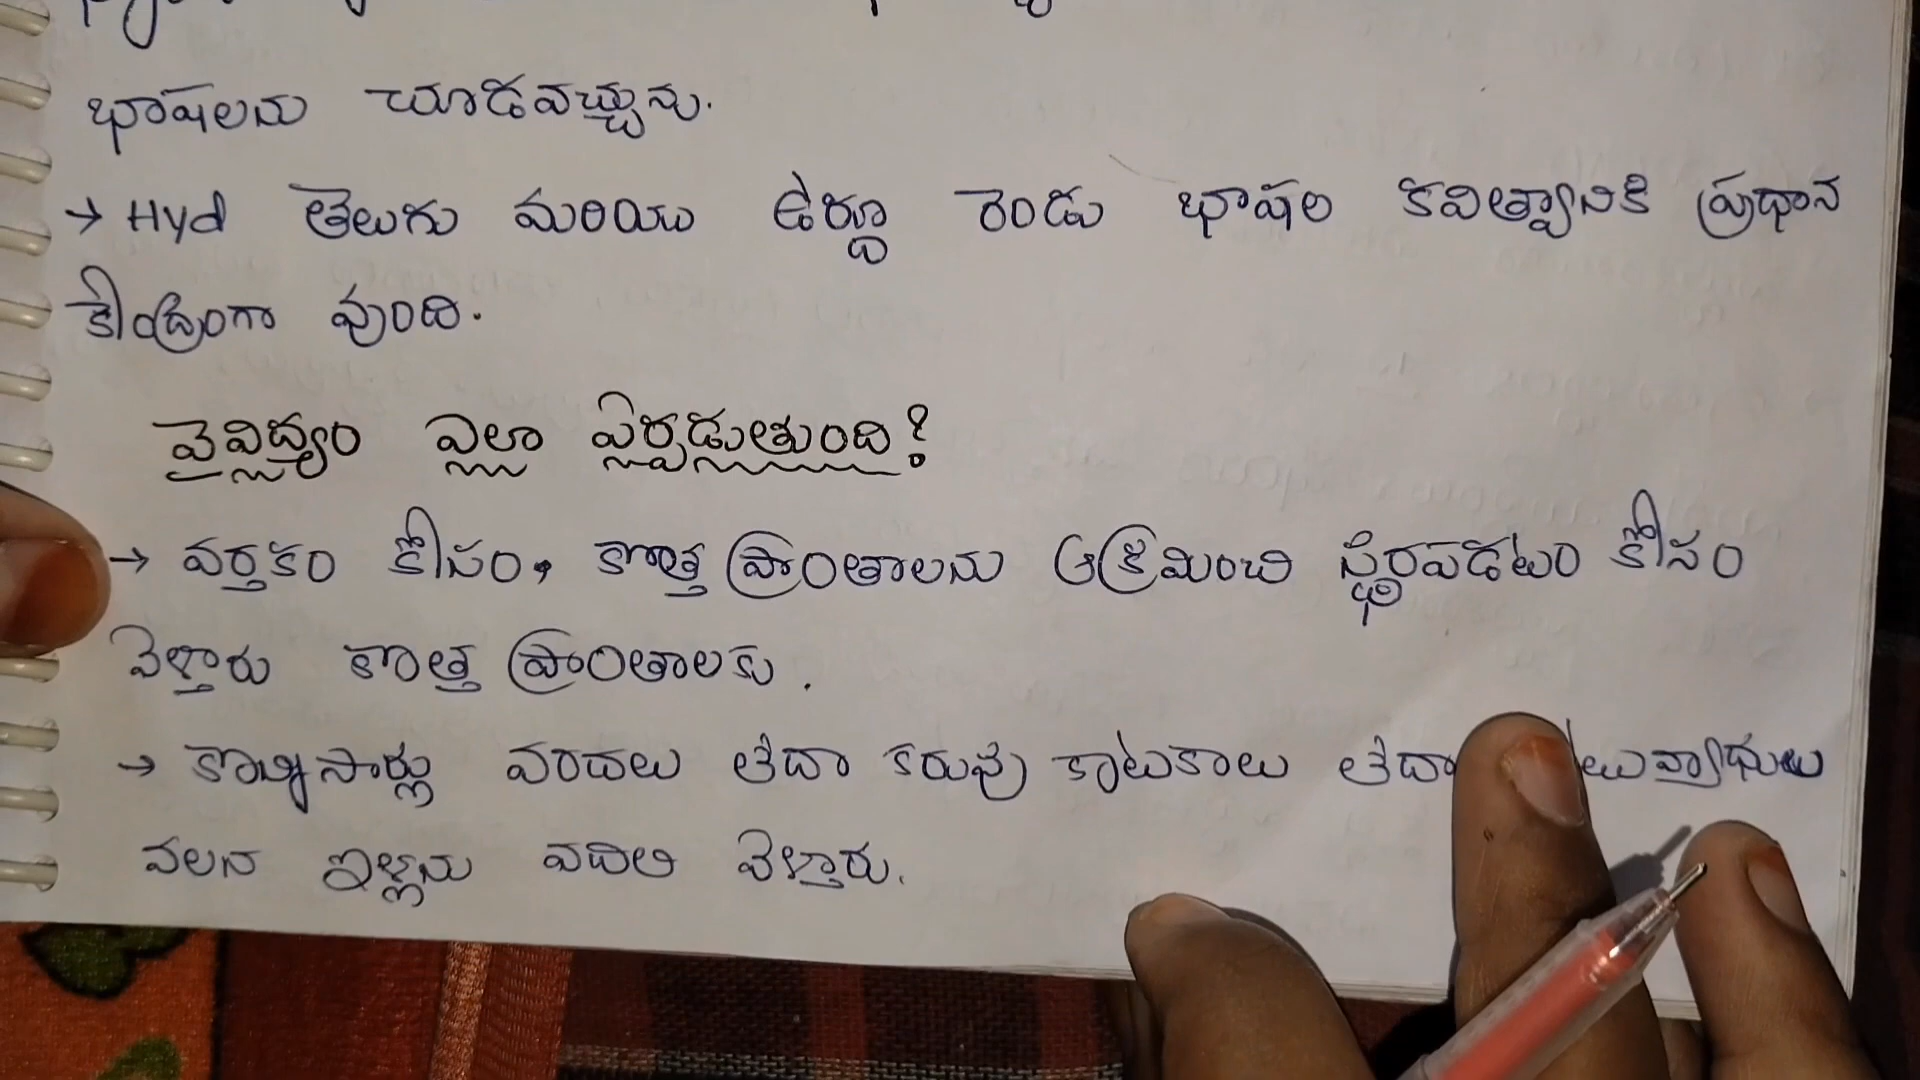 భాషలను చూడవచ్చును.
→ Hyd తెలుగు మరియు ఉర్దూ రెండు భాషల కవిత్వానికి ప్రధాన
కేంద్రంగా వుంది.
వైవిధ్యం ఎలా ఏర్పడుతుంది?
→ వర్తకం కోసం, కొత్త ప్రాంతాలను ఆక్రమించి స్థిరపడటం కోసం
వెళ్తారు కొత్త ప్రాంతాలకు.
→ కొన్నిసార్లు వరదలు లేదా కరువు కాటకాలు లేదా
వలన ఇళ్లను వదిలి వెళ్తారు.